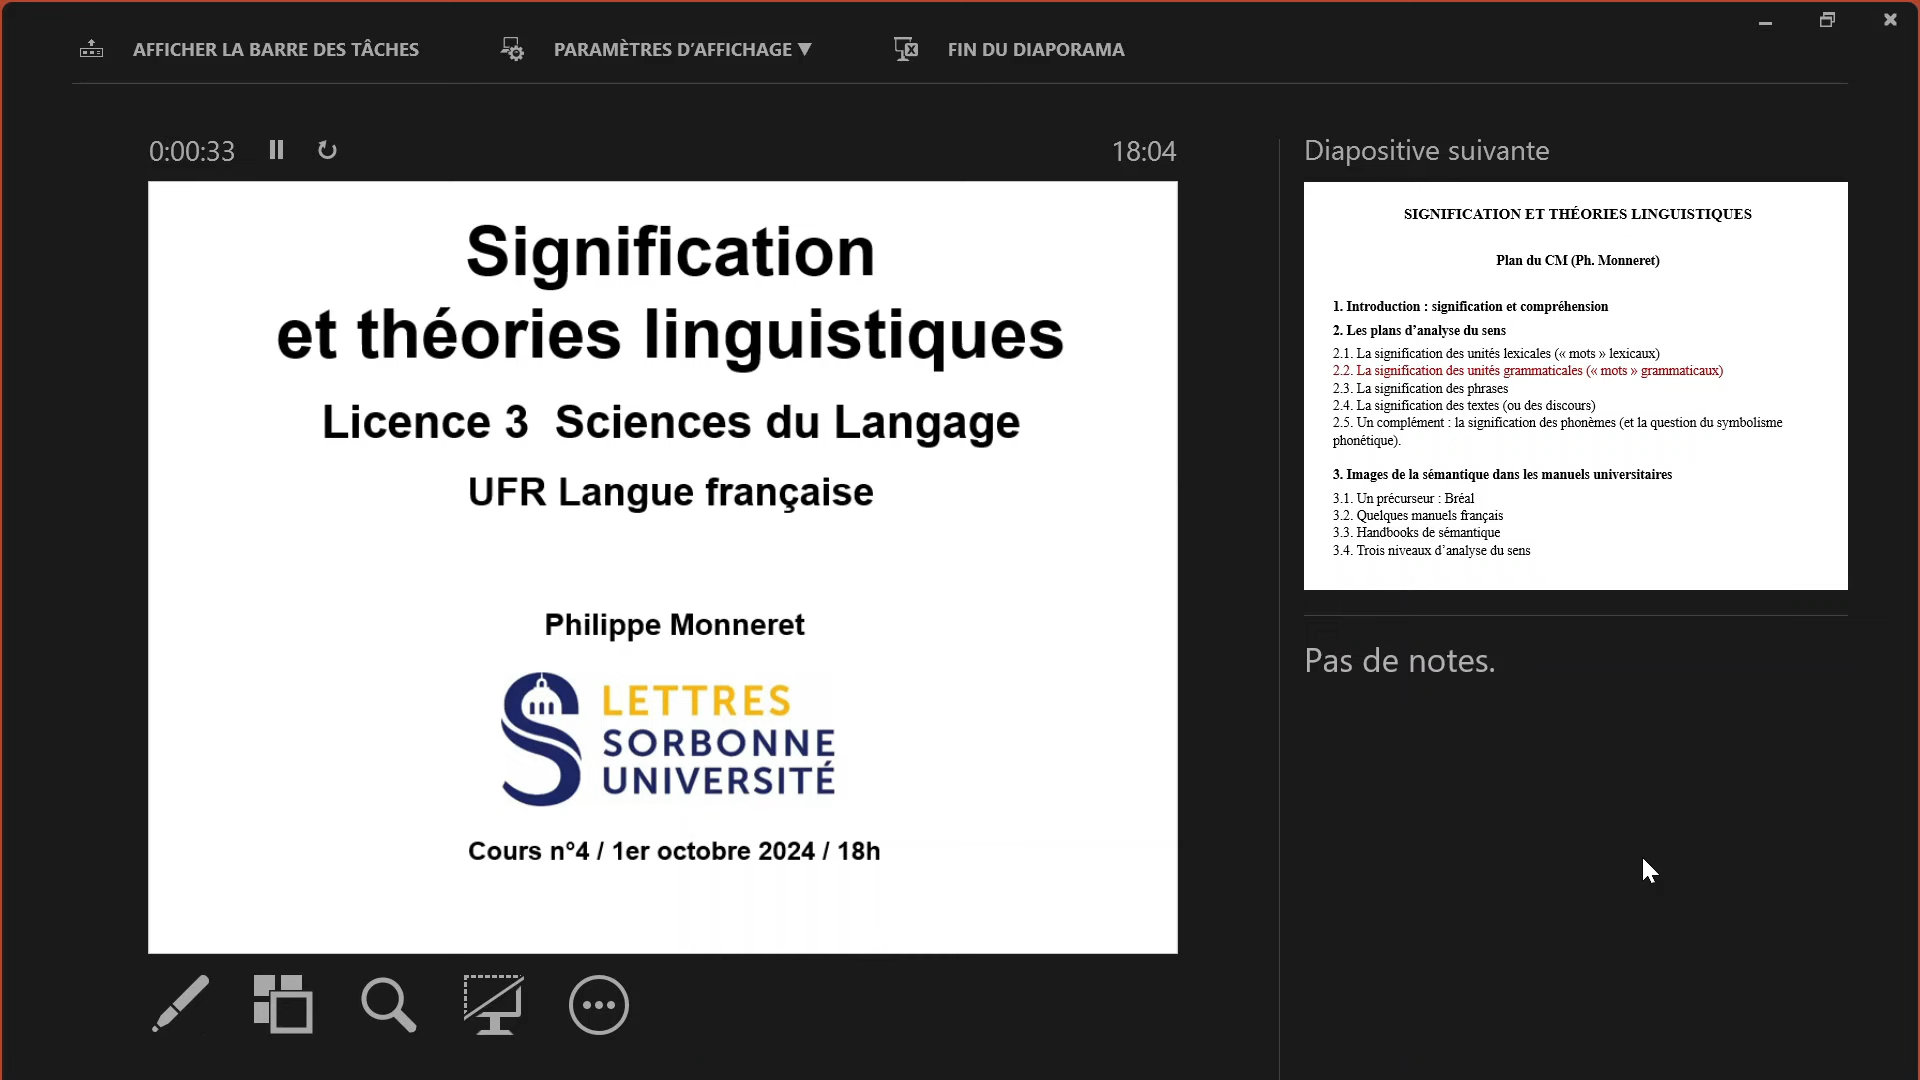 AFFICHER LA BARRE DES TÂCHES
PARAMÈTRES D'AFFICHAGE ▼
FIN DU DIAPORAMA
0:00:33
18:04
Signification
et théories linguistiques
Licence 3 Sciences du Langage
UFR Langue française
Philippe Monneret
LETTRES
SORBONNE
UNIVERSITÉ
Cours n°4 / 1er octobre 2024 / 18h
Diapositive suivante
SIGNIFICATION ET THÉORIES LINGUISTIQUES
Plan du CM (Ph. Monneret)
1. Introduction : signification et compréhension
2. Les plans d'analyse du sens
2.1. La signification des unités lexicales (« mots » lexicaux)
2.2. La signification des unités grammaticales (« mots » grammaticaux)
2.3. La signification des phrases
2.4. La signification des textes (ou des discours)
2.5. Un complément : la signification des phonèmes (et la question du symbolisme
phonétique).
3. Images de la sémantique dans les manuels universitaires
3.1. Un précurseur : Bréal
3.2. Quelques manuels français
3.3. Handbooks de sémantique
3.4. Trois niveaux d'analyse du sens
Pas de notes.